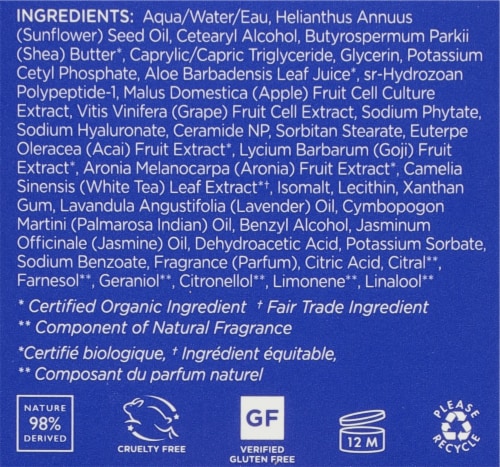 INGREDIENTS: Aqua/Water/Eau, Helianthus Annuus
(Sunflower) Seed Oil, Cetearyl Alcohol, Butyrospermum Parkii
(Shea) Butter*, Caprylic/Capric Triglyceride, Glycerin, Potassium
Cetyl Phosphate, Aloe Barbadensis Leaf Juice*, sr-Hydrozoan
Polypeptide-1, Malus Domestica (Apple) Fruit Cell Culture
Extract, Vitis Vinifera (Grape) Fruit Cell Extract, Sodium Phytate,
Sodium Hyaluronate, Ceramide NP, Sorbitan Stearate, Euterpe
Oleracea (Acai) Fruit Extract*, Lycium Barbarum (Goji) Fruit
Extract*, Aronia Melanocarpa (Aronia) Fruit Extract*, Camelia
Sinensis (White Tea) Leaf Extract*†, Isomalt, Lecithin, Xanthan
Gum, Lavandula Angustifolia (Lavender) Oil, Cymbopogon
Martini (Palmarosa Indian) Oil, Benzyl Alcohol, Jasminum
Officinale (Jasmine) Oil, Dehydroacetic Acid, Potassium Sorbate,
Sodium Benzoate, Fragrance (Parfum), Citric Acid, Citral**,
Farnesol**, Geraniol**, Citronellol**, Limonene**, Linalool**
* Certified Organic Ingredient † Fair Trade Ingredient
** Component of Natural Fragrance
*Certifié biologique, † Ingrédient équitable,
** Composant du parfum naturel
NATURE
98%
DERIVED
CRUELTY FREE
GF
VERIFIED
GLUTEN FREE
12 M
PLEASE
RECYCLE